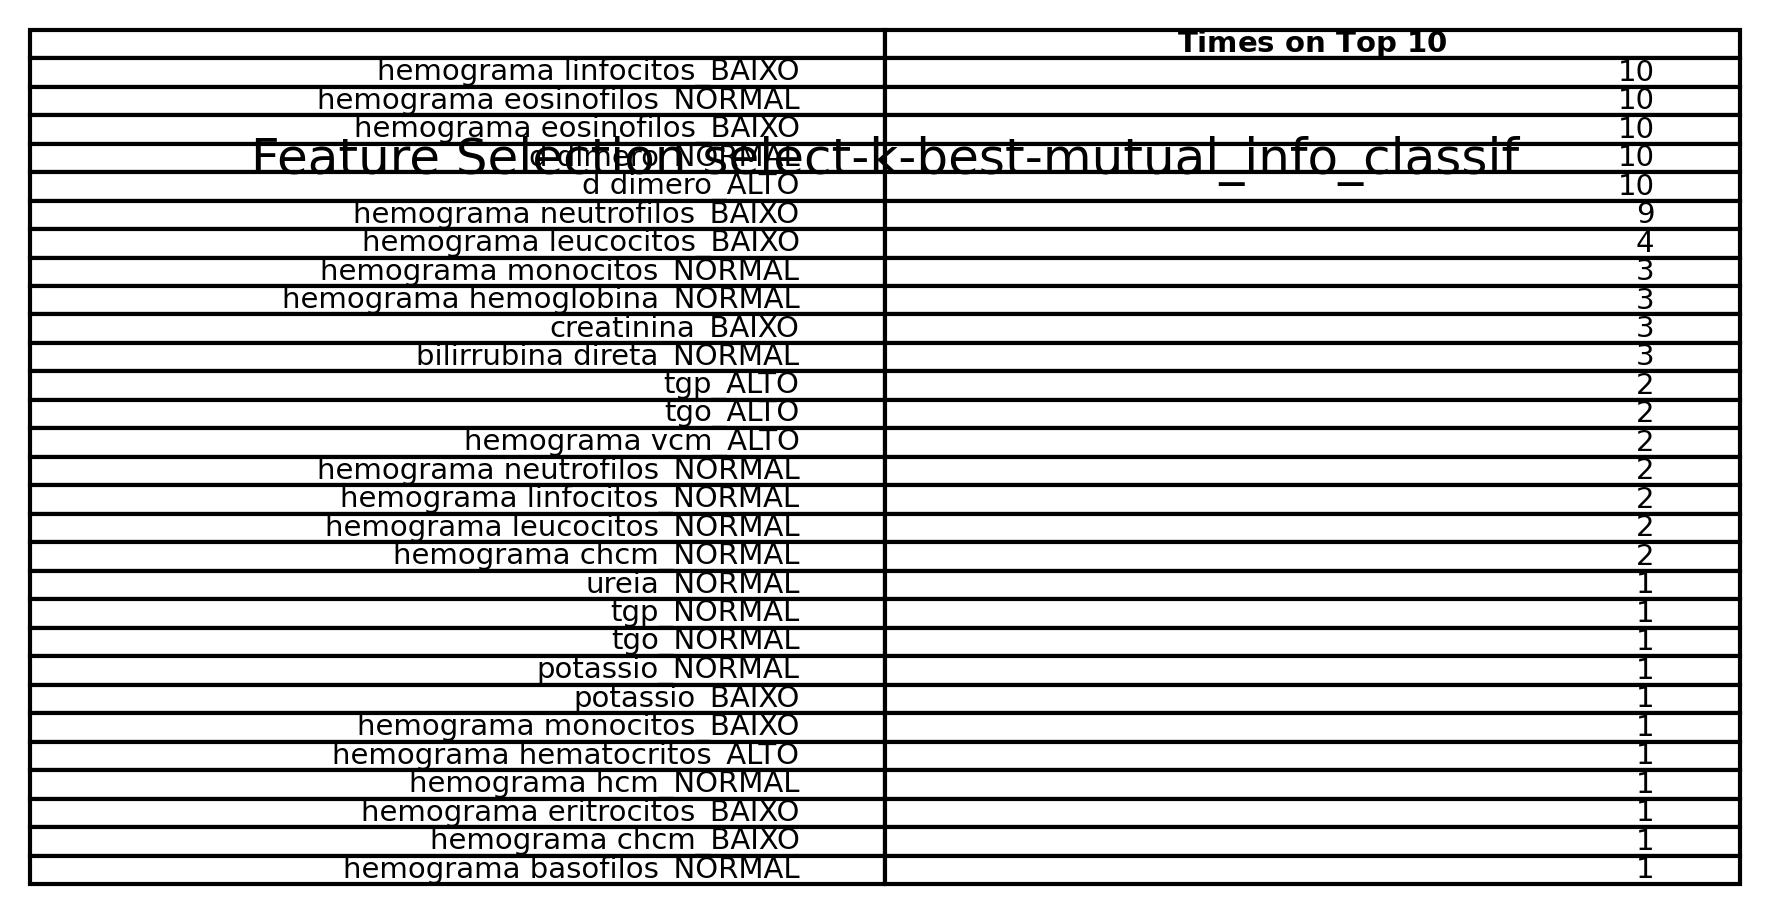 Times on Top 10
hemograma linfocitos_BAIXO 10
hemograma eosinofilos_NORMAL 10
hemograma eosinofilos_BAIXO 10
Feature Selection select-k-best-mutual_info_classif
d dimero_NORMAL 10
d dimero_ALTO 10
hemograma neutrofilos_BAIXO 9
hemograma leucocitos_BAIXO 4
hemograma monocitos_NORMAL 3
hemograma hemoglobina_NORMAL 3
creatinina_BAIXO 3
bilirrubina direta_NORMAL 3
tgp_ALTO 2
tgo_ALTO 2
hemograma vcm_ALTO 2
hemograma neutrofilos_NORMAL 2
hemograma linfocitos_NORMAL 2
hemograma leucocitos_NORMAL 2
hemograma chcm_NORMAL 2
ureia_NORMAL 1
tgp_NORMAL 1
tgo_NORMAL 1
potassio_NORMAL 1
potassio_BAIXO 1
hemograma monocitos_BAIXO 1
hemograma hematocritos_ALTO 1
hemograma hcm_NORMAL 1
hemograma eritrocitos_BAIXO 1
hemograma chcm_BAIXO 1
hemograma basofilos_NORMAL 1